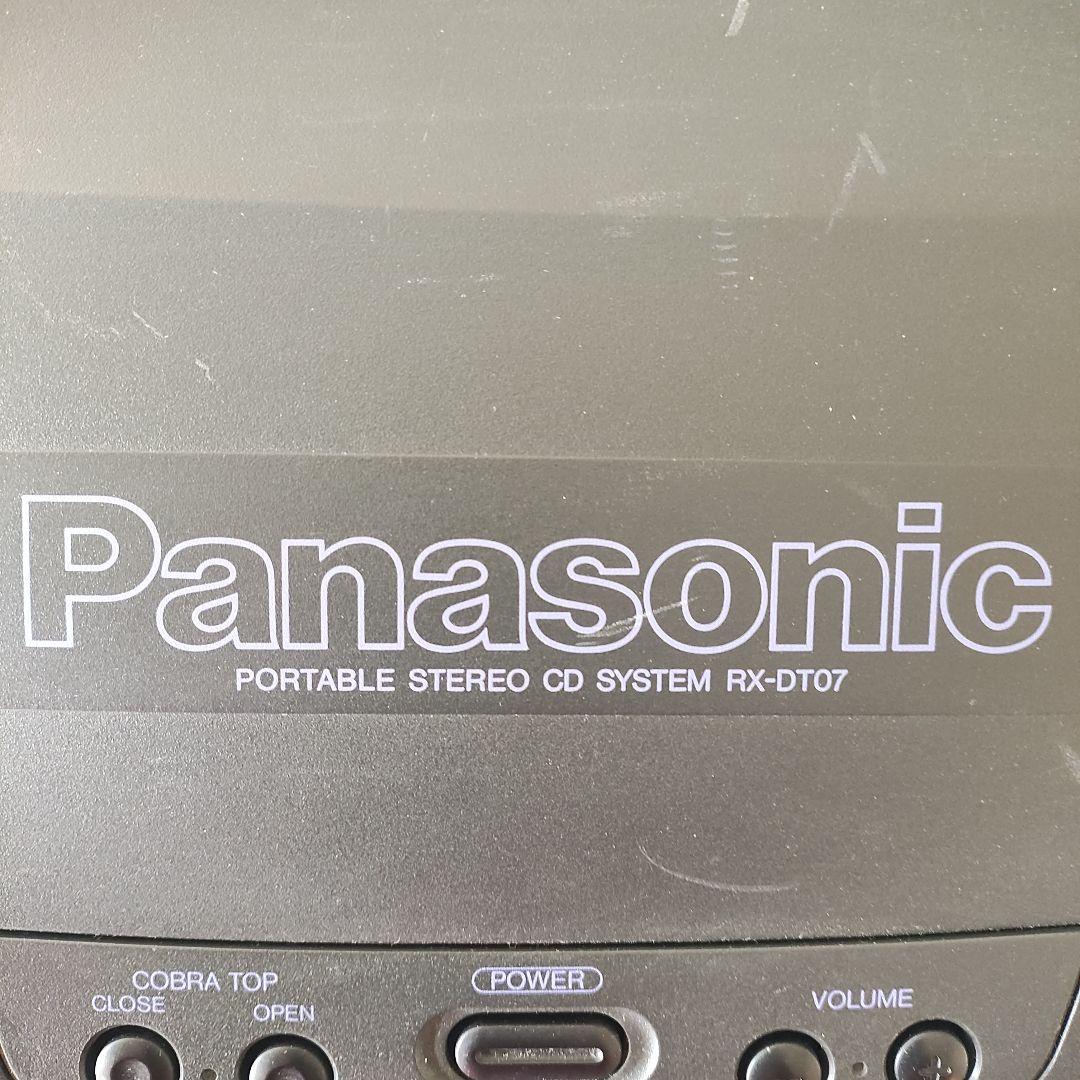 Panasonic
PORTABLE STEREO CD SYSTEM RX-DT07
COBRA TOP
CLOSE OPEN
POWER
VOLUME